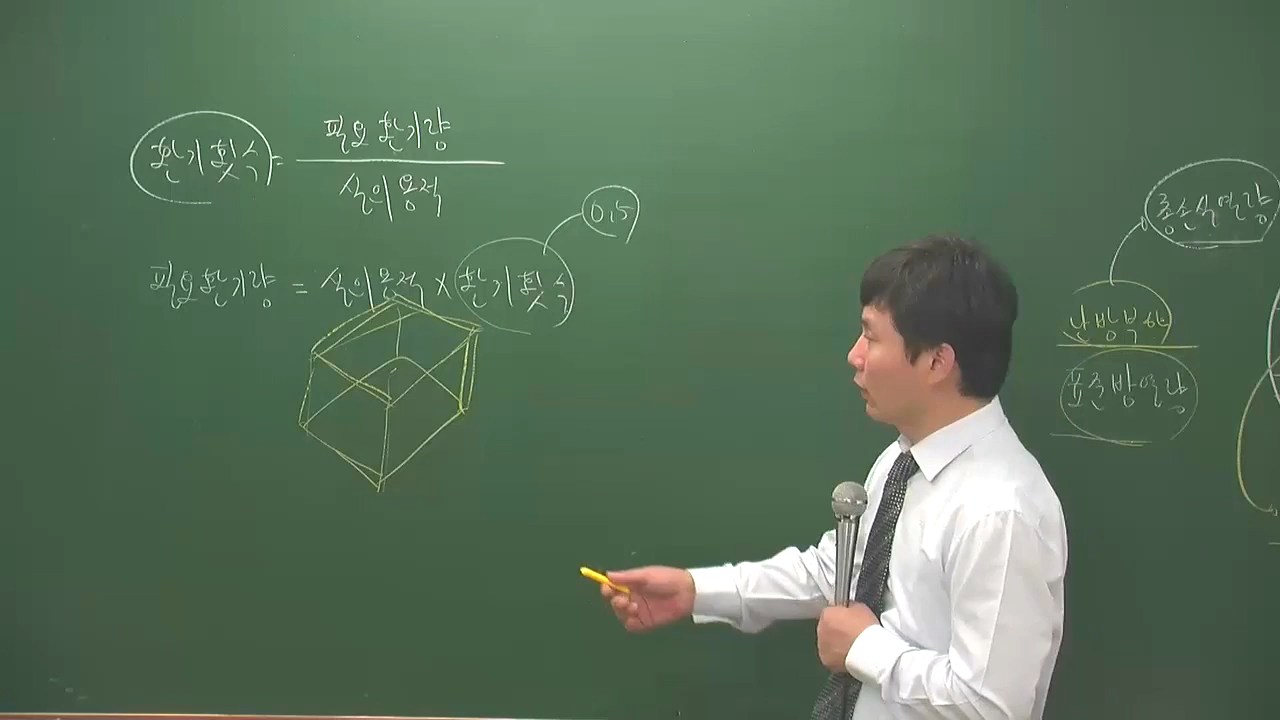 환기횟수 = 필요환기량
실의용적
0.5
필요환기량 = 실의용적 × 환기횟수
총손실열량
난방부하
표준방열량